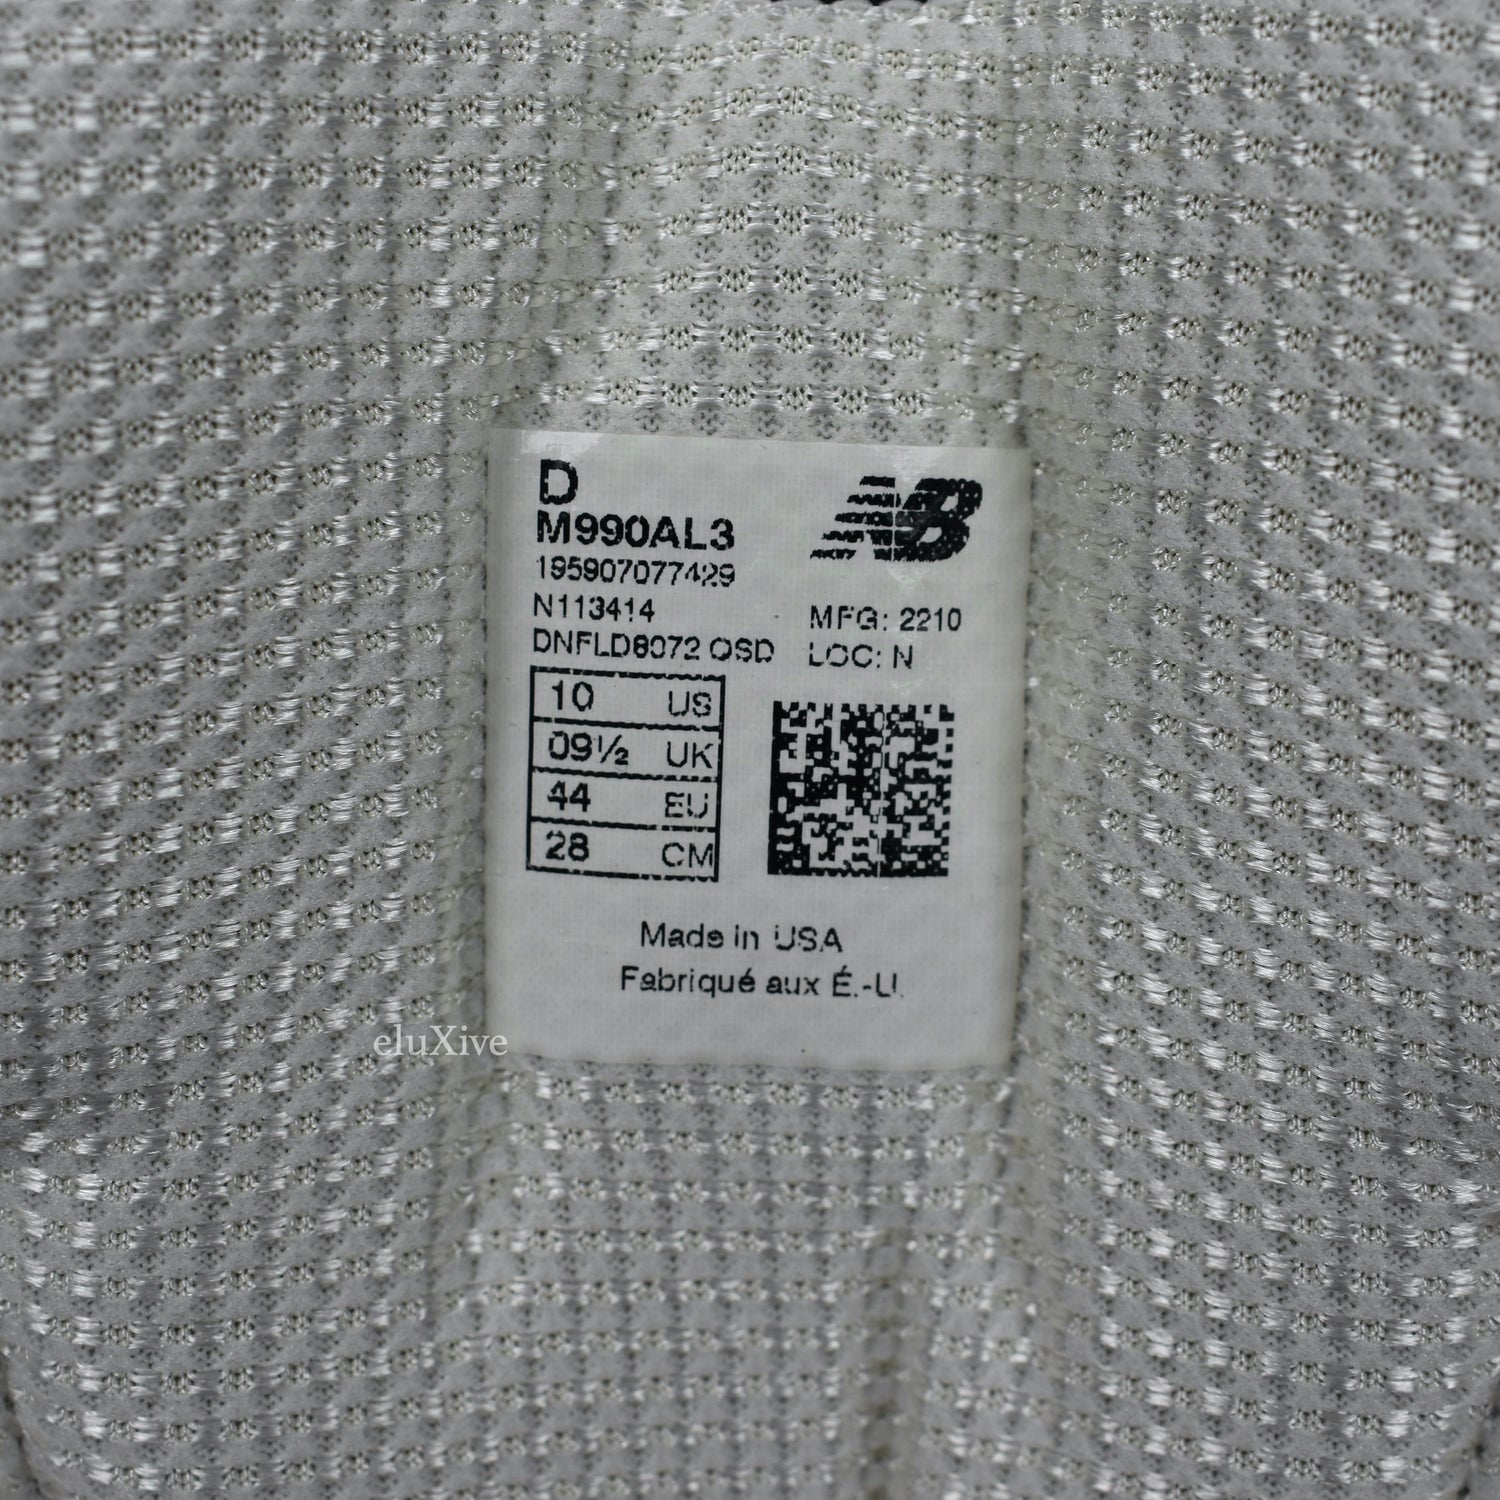 D
NB
M990AL3
195907077429
N113414
MFG: 2210
DNFLD8072 OSD
LOC: N
10 US
09½ UK
44 EU
28 CM
Made in USA
Fabriqué aux É.-U.
eluXive